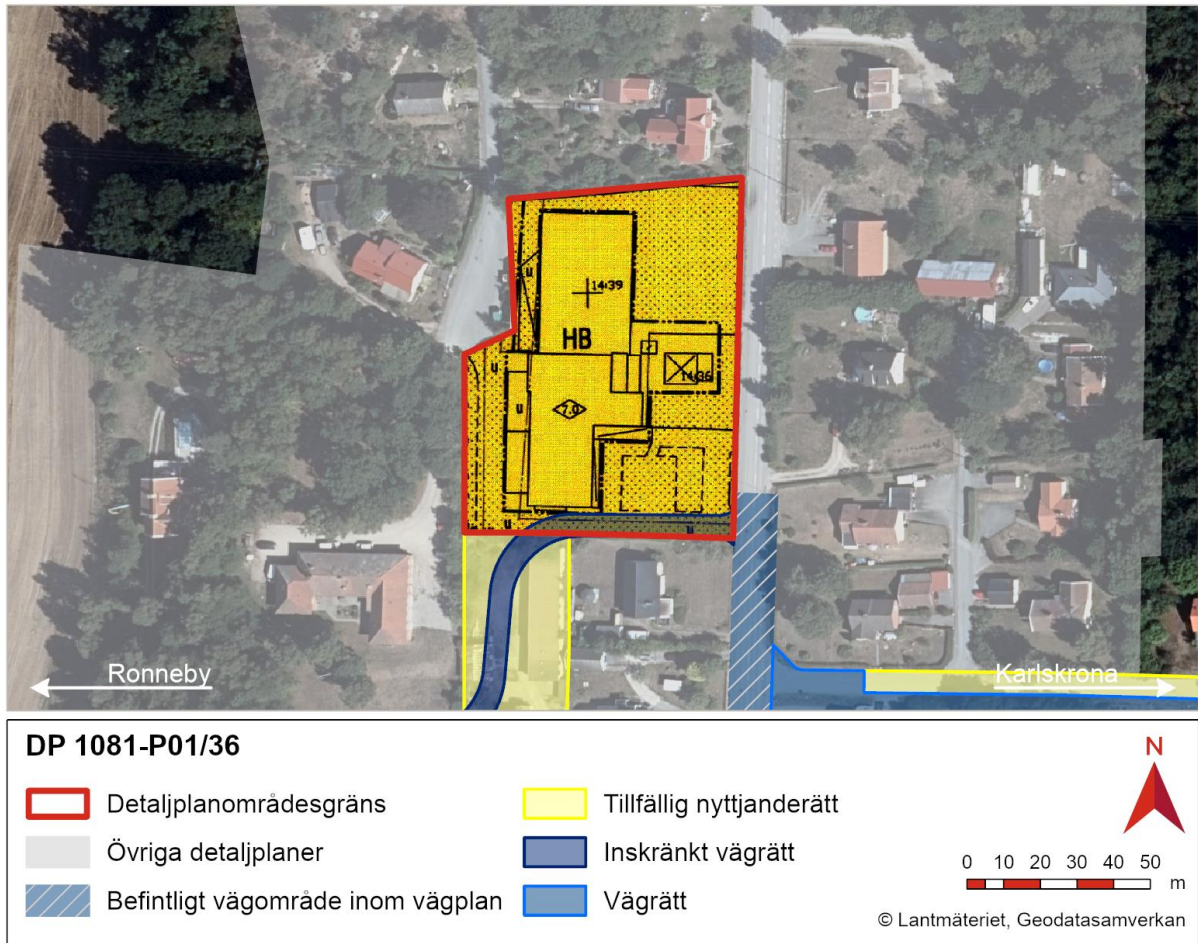 u
14:39
HB
u
14:36
u
7.0
u
u
Ronneby
Karlskrona
DP 1081-P01/36
N
Detaljplanområdesgräns
Tillfällig nyttjanderätt
Övriga detaljplaner
Inskränkt vägrätt
0 10 20 30 40 50
m
Befintligt vägområde inom vägplan
Vägrätt
© Lantmäteriet, Geodatasamverkan